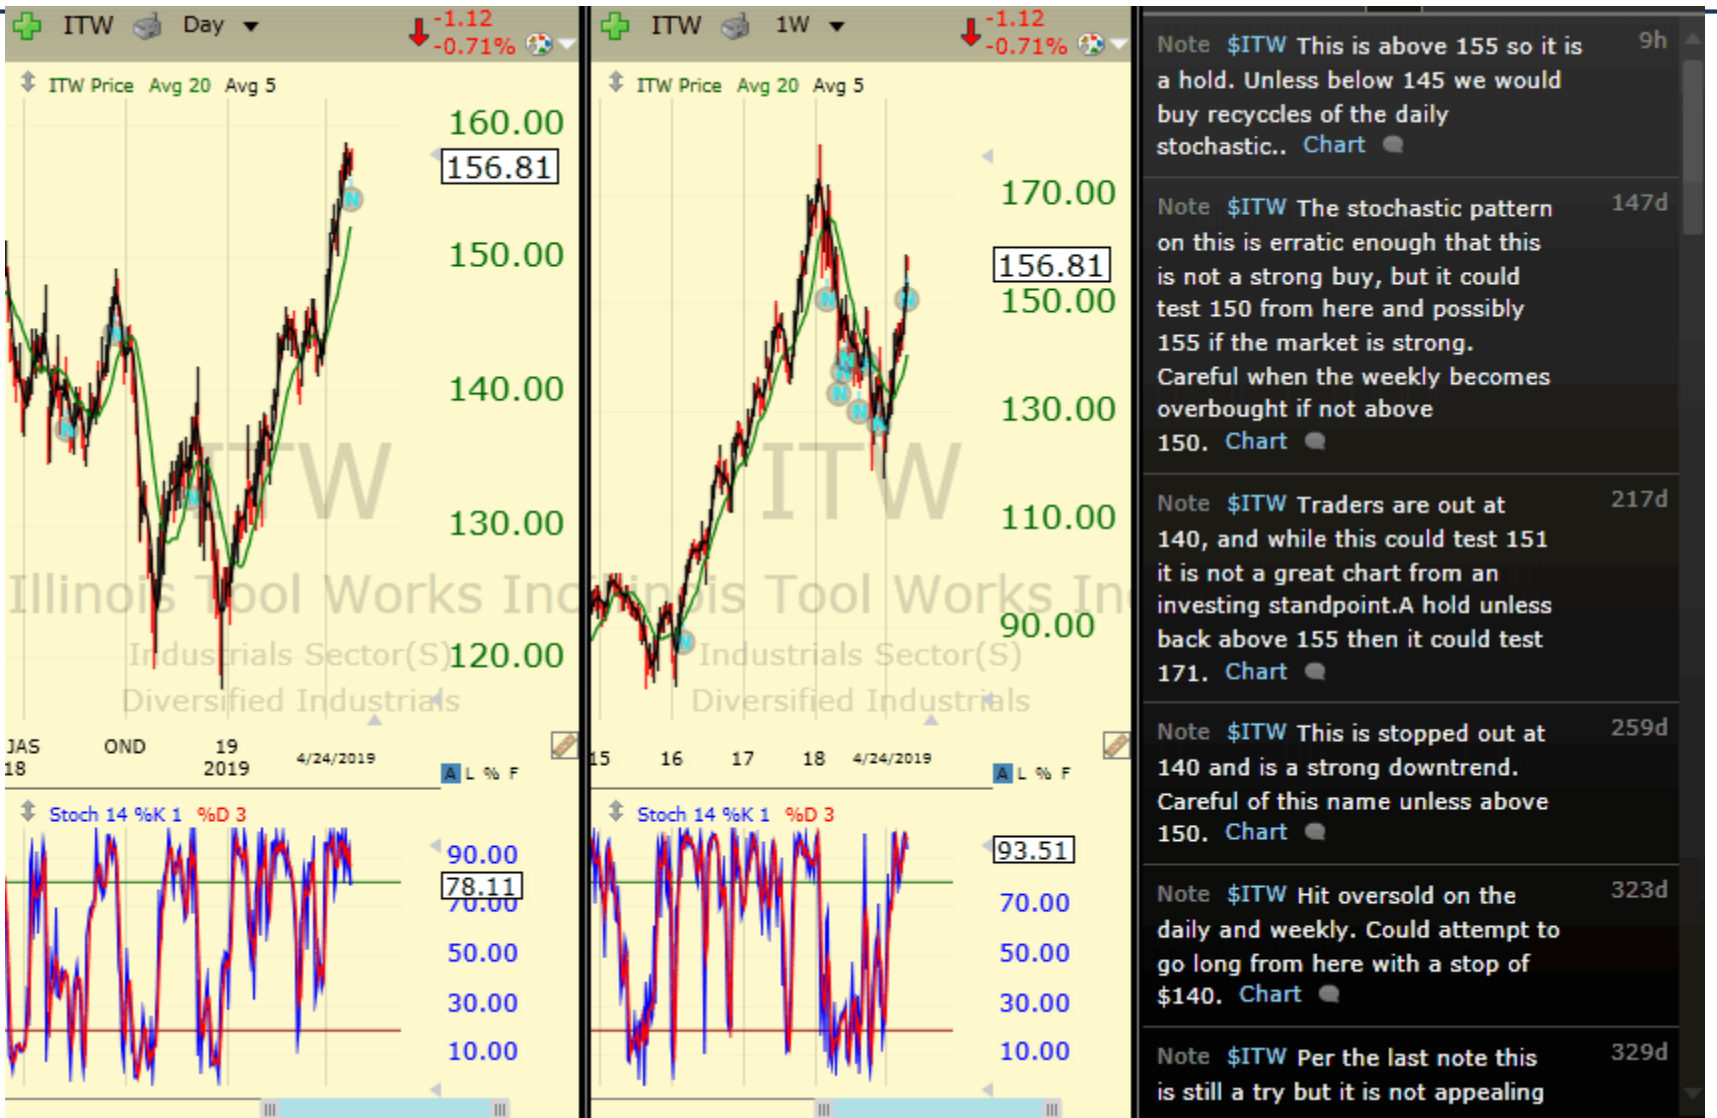 ITW Day
-1.12
-0.71%
ITW Price Avg 20 Avg 5
160.00
156.81
150.00
140.00
130.00
120.00
N
N
N
N
ITW
Illinois Tool Works Inc
Industrials Sector(S)
Diversified Industrials
JAS OND 19
18 2019 4/24/2019
A L % F
Stoch 14 %K 1 %D 3
90.00
78.11
70.00
50.00
30.00
10.00
ITW 1W
-1.12
-0.71%
ITW Price Avg 20 Avg 5
170.00
156.81
150.00
130.00
110.00
90.00
N
N
N
N
N
N
N
N
N
ITW
Illinois Tool Works In
Industrials Sector(S)
Diversified Industrials
15 16 17 18 4/24/2019
A L % F
Stoch 14 %K 1 %D 3
93.51
70.00
50.00
30.00
10.00
Note $ITW This is above 155 so it is 9h
a hold. Unless below 145 we would
buy recyccles of the daily
stochastic.. Chart
Note $ITW The stochastic pattern 147d
on this is erratic enough that this
is not a strong buy, but it could
test 150 from here and possibly
155 if the market is strong.
Careful when the weekly becomes
overbought if not above
150. Chart
Note $ITW Traders are out at 217d
140, and while this could test 151
it is not a great chart from an
investing standpoint.A hold unless
back above 155 then it could test
171. Chart
Note $ITW This is stopped out at 259d
140 and is a strong downtrend.
Careful of this name unless above
150. Chart
Note $ITW Hit oversold on the 323d
daily and weekly. Could attempt to
go long from here with a stop of
$140. Chart
Note $ITW Per the last note this 329d
is still a try but it is not appealing